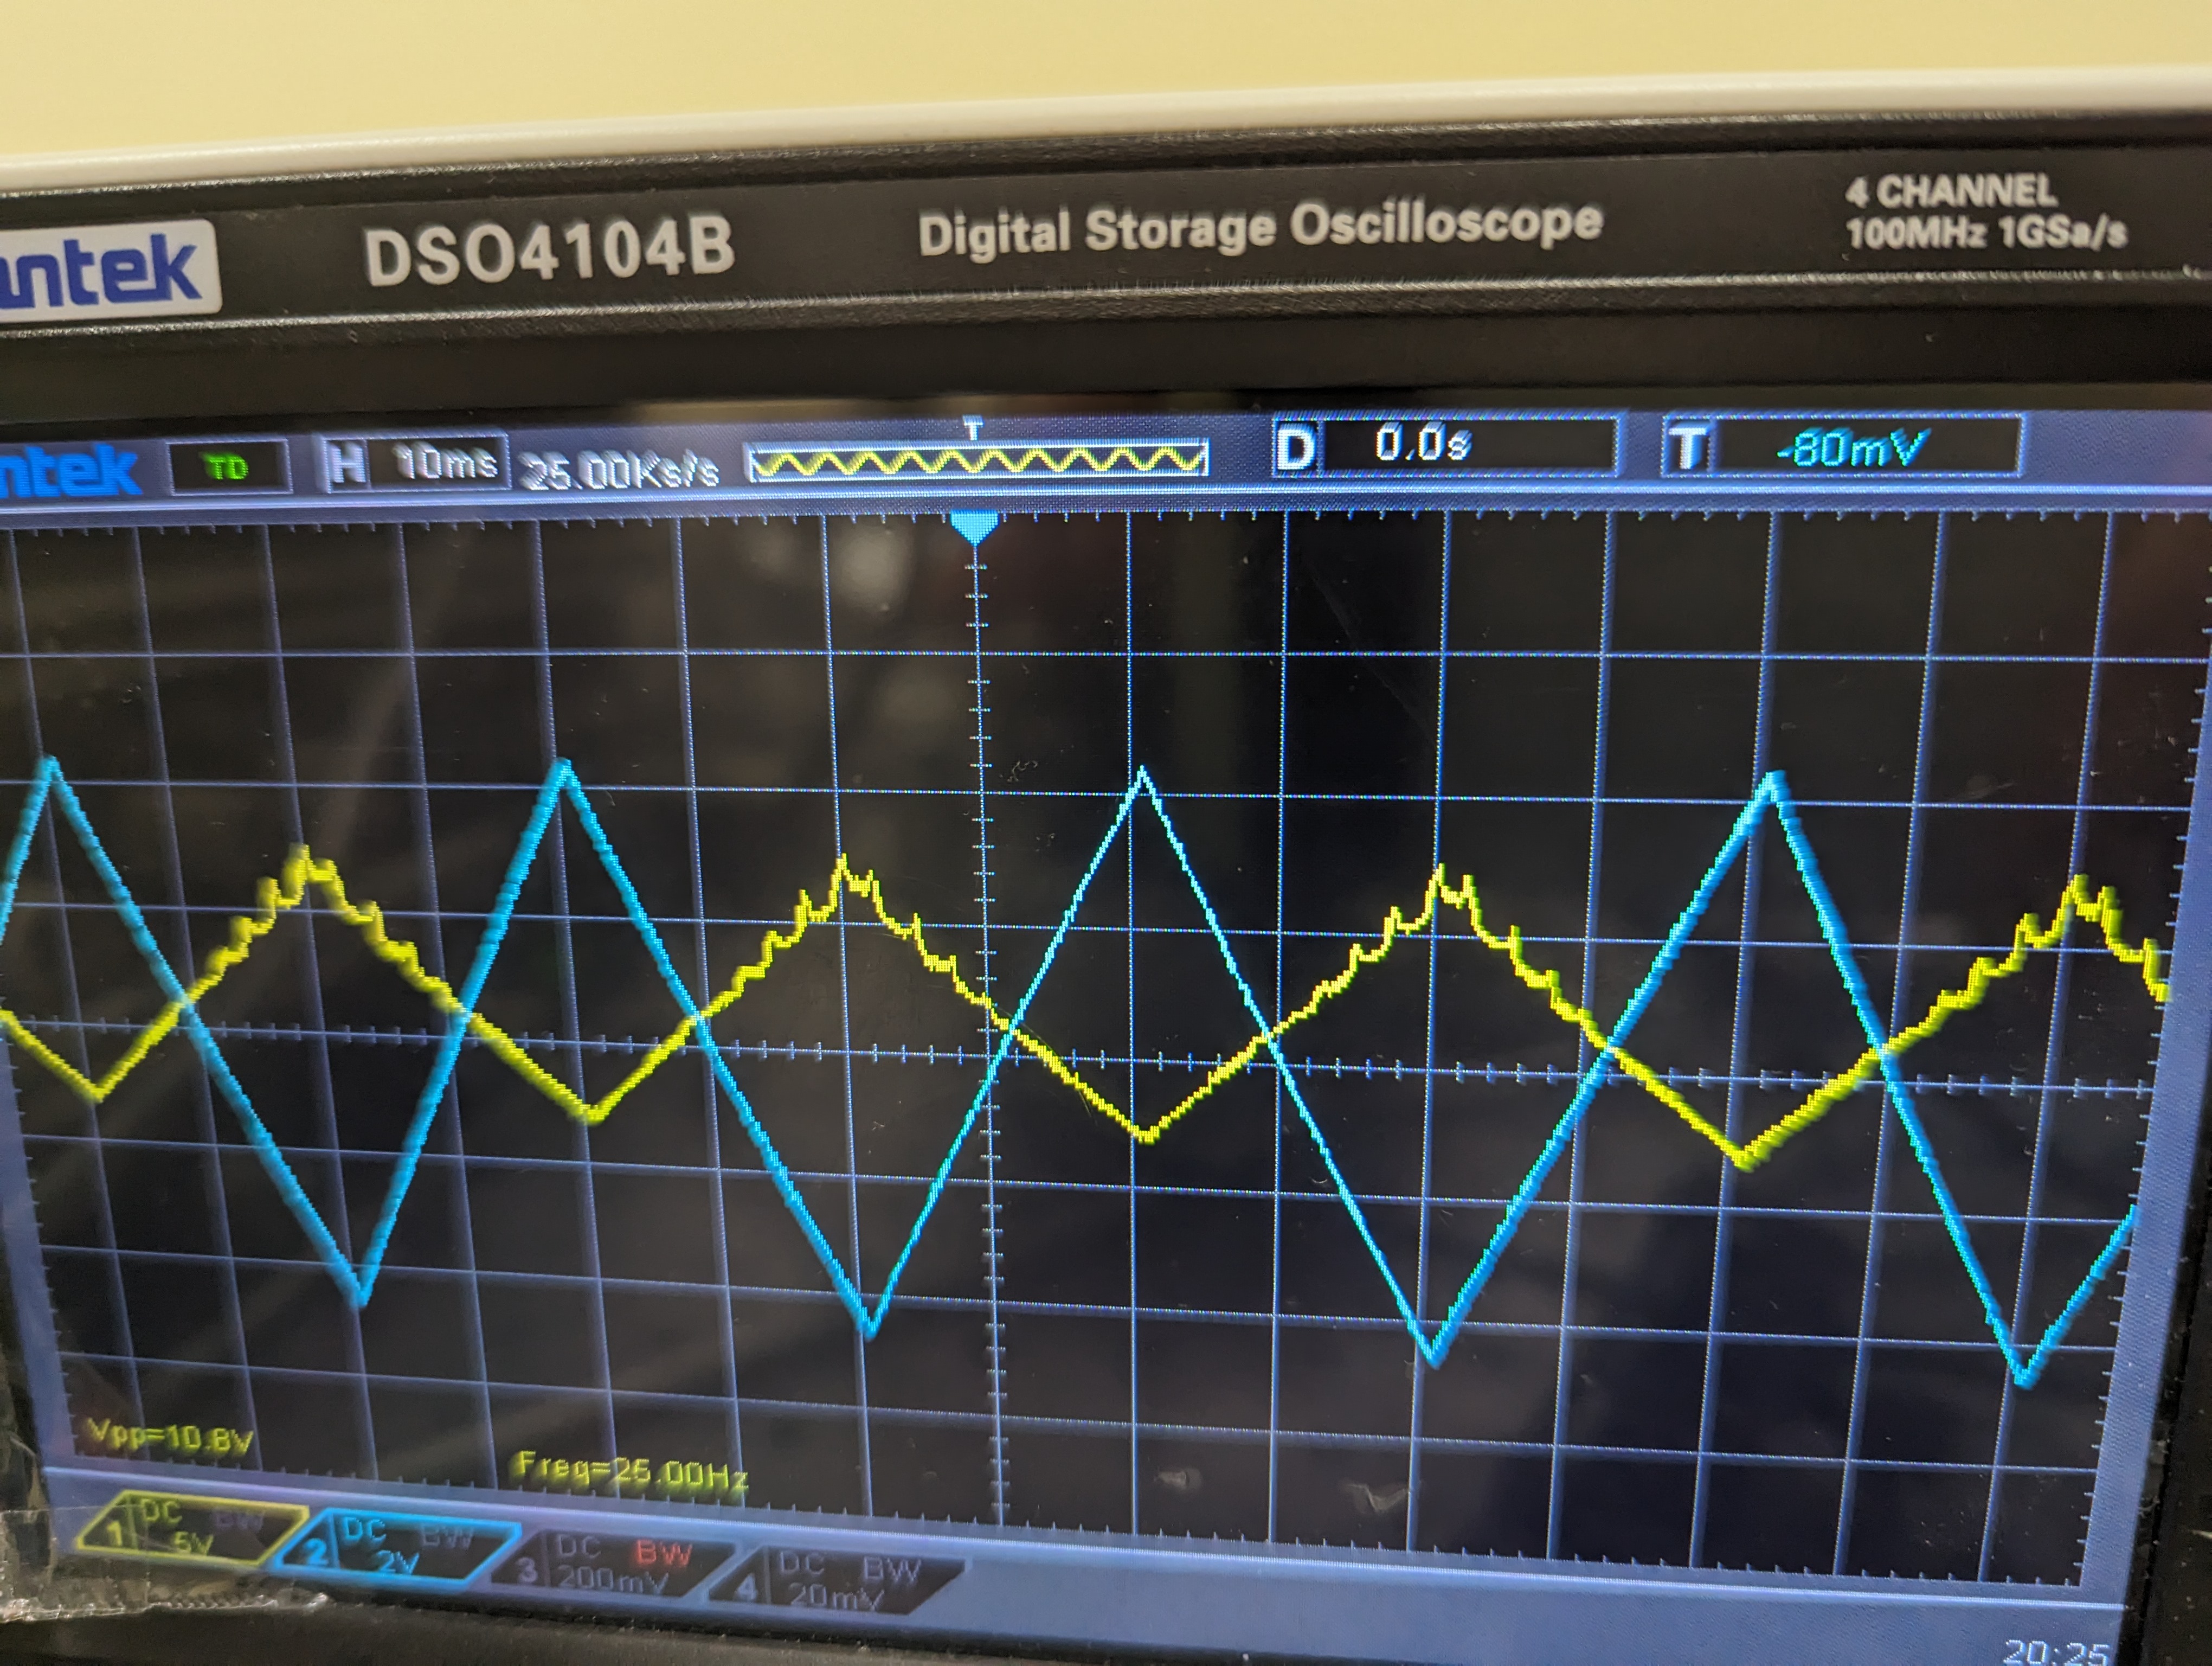 antek DSO4104B Digital Storage Oscilloscope 4 CHANNEL
100MHz 1GSa/s
T
ntek TD H 10ms 25.00Ks/s D 0.0s T -80mV
Vpp=10.8V
Freq=25.00Hz
1 DC BW 5V
2 DC BW 2V
3 DC BW 200mV
4 DC BW 20mV
20:25